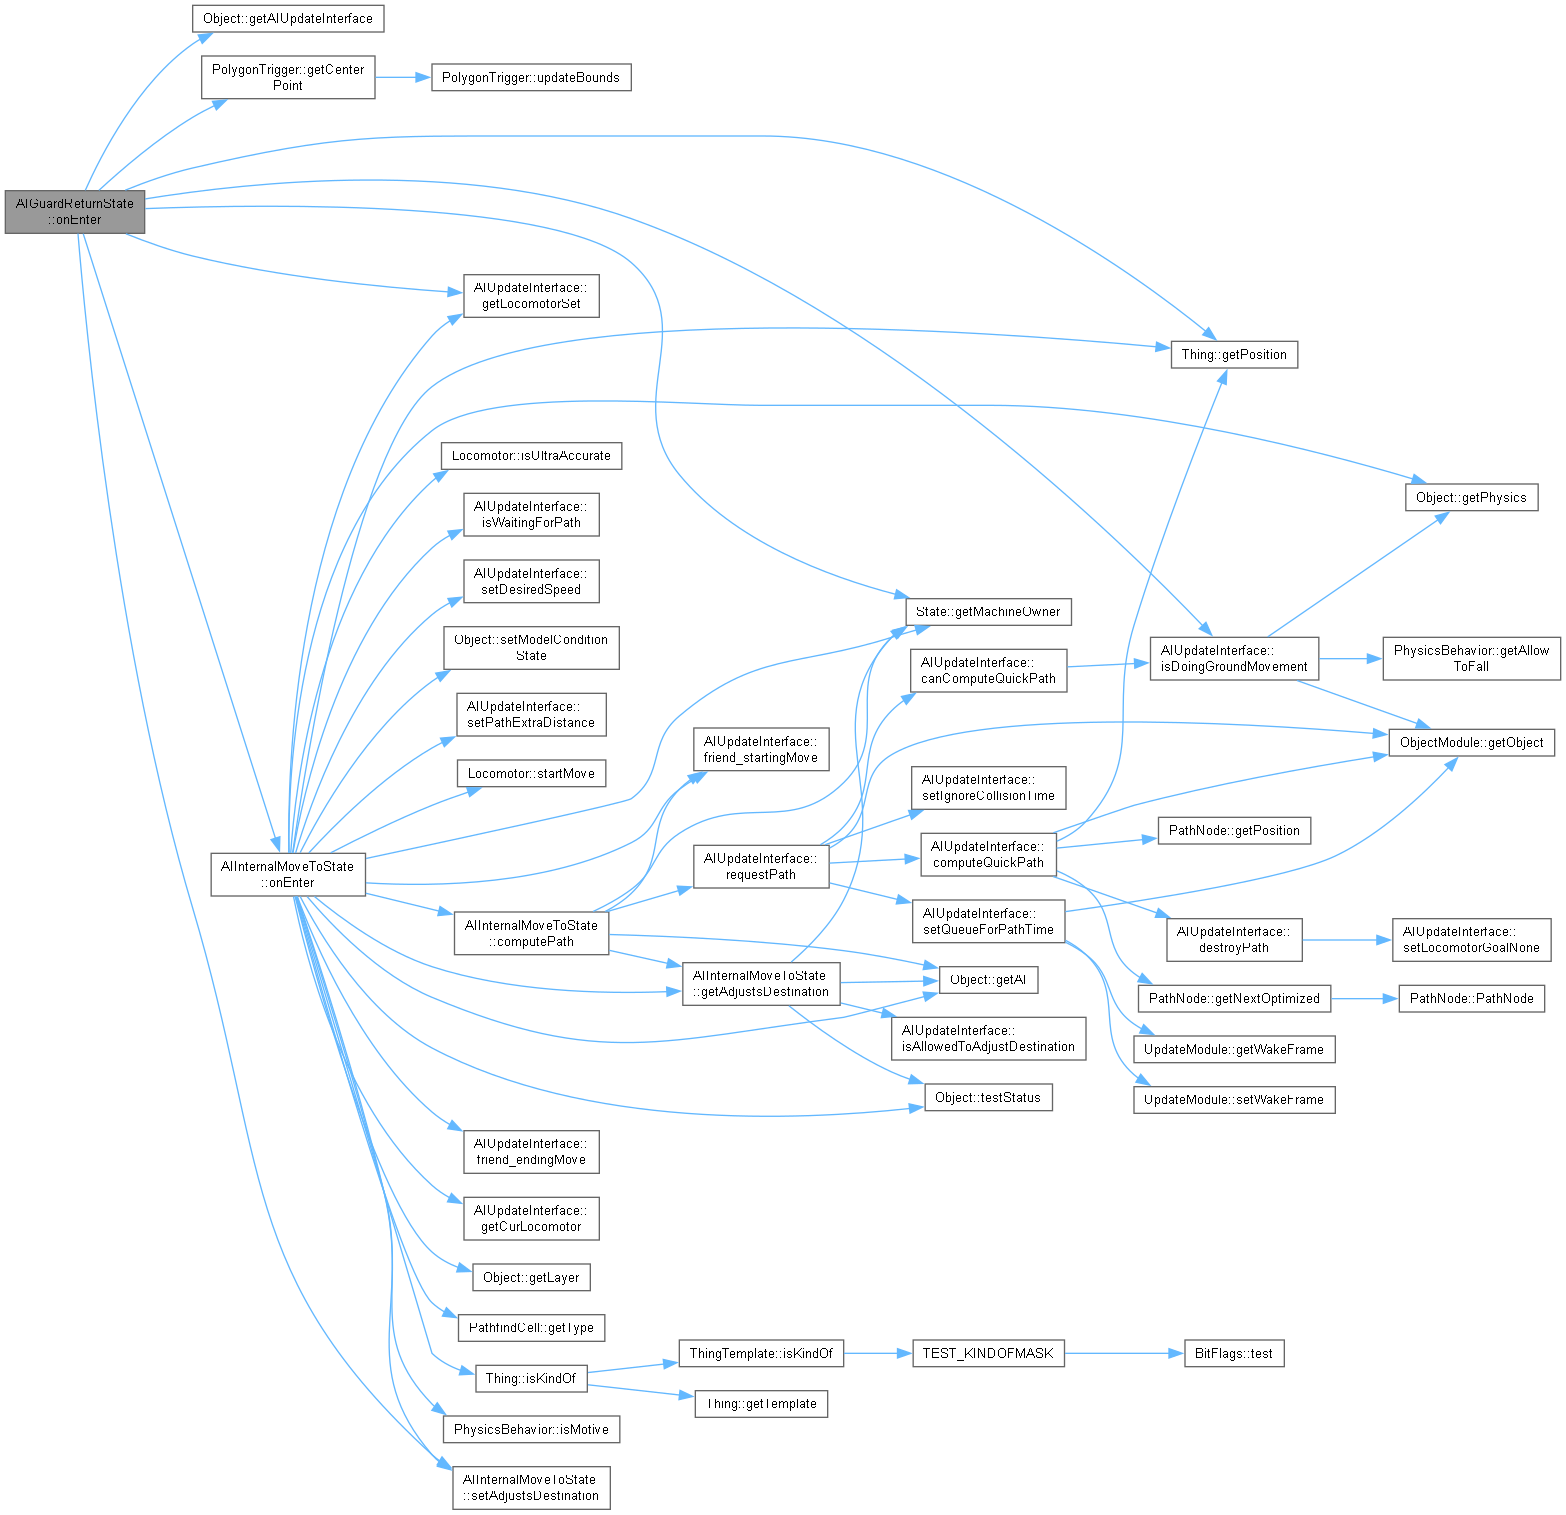 Object::getAIUpdateInterface
PolygonTrigger::getCenter
Point
PolygonTrigger::updateBounds
AIGuardReturnState
::onEnter
AIUpdateInterface::
getLocomotorSet
Thing::getPosition
Locomotor::isUltraAccurate
Object::getPhysics
AIUpdateInterface::
isWaitingForPath
AIUpdateInterface::
setDesiredSpeed
State::getMachineOwner
Object::setModelCondition
State
AIUpdateInterface::
canComputeQuickPath
AIUpdateInterface::
isDoingGroundMovement
PhysicsBehavior::getAllow
ToFall
AIUpdateInterface::
setPathExtraDistance
AIUpdateInterface::
friend_startingMove
ObjectModule::getObject
Locomotor::startMove
AIUpdateInterface::
setIgnoreCollisionTime
PathNode::getPosition
AIInternalMoveToState
::onEnter
AIUpdateInterface::
requestPath
AIUpdateInterface::
computeQuickPath
AIInternalMoveToState
::computePath
AIUpdateInterface::
setQueueForPathTime
AIUpdateInterface::
destroyPath
AIUpdateInterface::
setLocomotorGoalNone
AIInternalMoveToState
::getAdjustsDestination
Object::getAI
PathNode::getNextOptimized
PathNode::PathNode
AIUpdateInterface::
isAllowedToAdjustDestination
UpdateModule::getWakeFrame
Object::testStatus
UpdateModule::setWakeFrame
AIUpdateInterface::
friend_endingMove
AIUpdateInterface::
getCurLocomotor
Object::getLayer
PathfindCell::getType
Thing::isKindOf
ThingTemplate::isKindOf
TEST_KINDOFMASK
BitFlags::test
Thing::getTemplate
PhysicsBehavior::isMotive
AIInternalMoveToState
::setAdjustsDestination